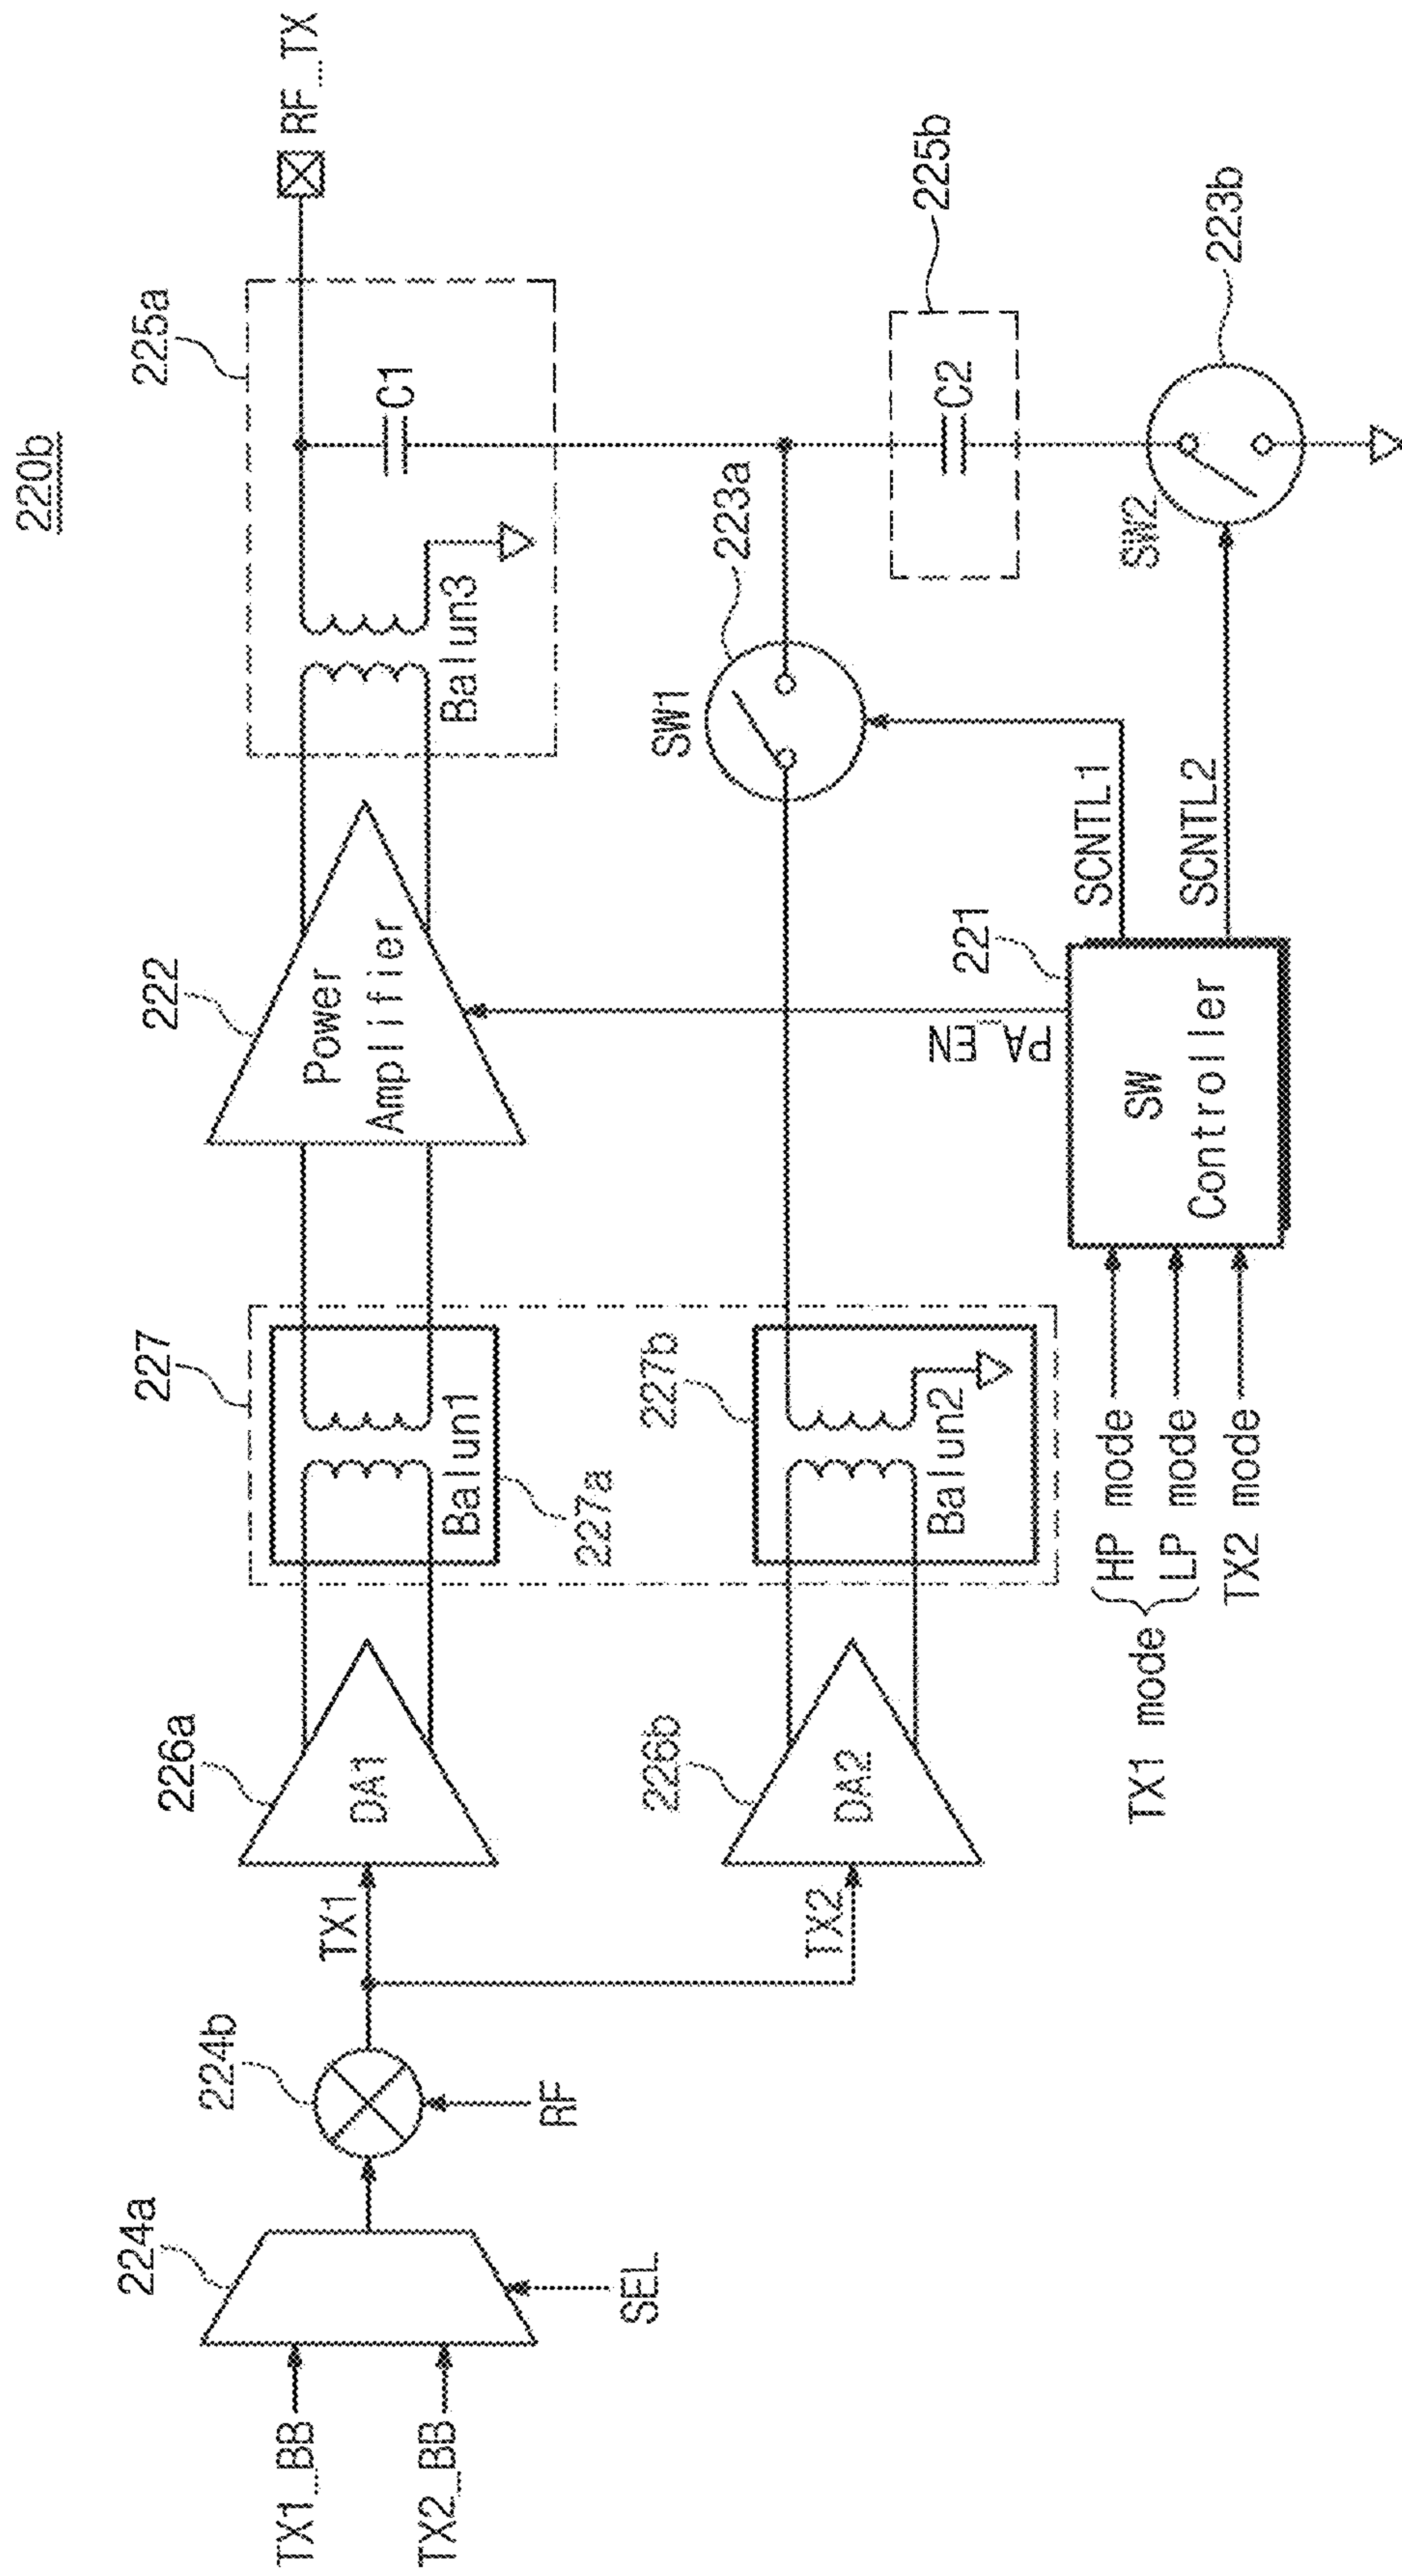 220b
224a
224b
226a
227
222
225a
TX1_BB
TX2_BB
SEL
RF
TX1
DA1
Balun1
227a
Power
Amplifier
Balun3
C1
RF_TX
TX2
226b
DA2
227b
Balun2
SW1
223a
225b
C2
PA_EN
221
SW
Controller
SCNTL1
SCNTL2
SW2
223b
TX1 mode
HP mode
LP mode
TX2 mode